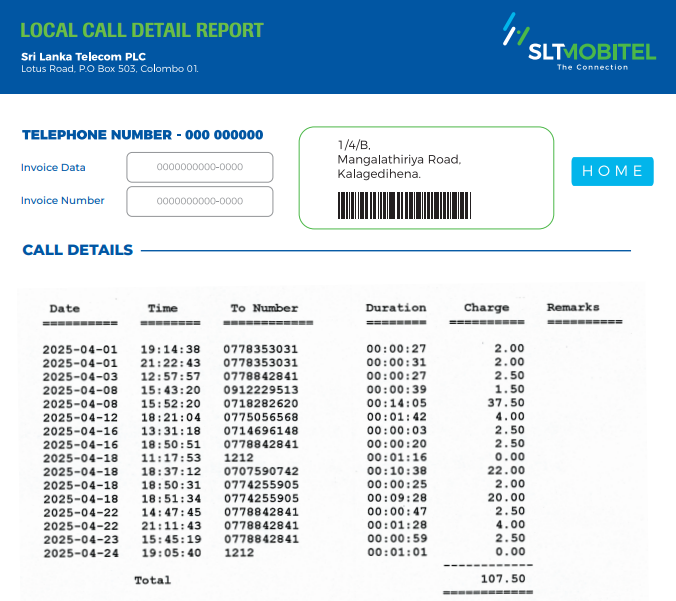 LOCAL CALL DETAIL REPORT
Sri Lanka Telecom PLC
Lotus Road, P.O Box 503, Colombo 01.
SLTMOBITEL
The Connection
TELEPHONE NUMBER - 000 000000
Invoice Data 0000000000-0000
Invoice Number 0000000000-0000
1/4/B,
Mangalathiriya Road,
Kalagedihena.
HOME
CALL DETAILS
Date Time To Number Duration Charge Remarks
========== ======== ============ ======== ========== ==========
2025-04-01 19:14:38 0778353031 00:00:27 2.00
2025-04-01 21:22:43 0778353031 00:00:31 2.00
2025-04-03 12:57:57 0778842841 00:00:27 2.50
2025-04-08 15:43:20 0912229513 00:00:39 1.50
2025-04-08 15:52:20 0718282620 00:14:05 37.50
2025-04-12 18:21:04 0775056568 00:01:42 4.00
2025-04-16 13:31:18 0714696148 00:00:03 2.50
2025-04-16 18:50:51 0778842841 00:00:20 2.50
2025-04-18 11:17:53 1212 00:01:16 0.00
2025-04-18 18:37:12 0707590742 00:10:38 22.00
2025-04-18 18:50:31 0774255905 00:00:25 2.00
2025-04-18 18:51:34 0774255905 00:09:28 20.00
2025-04-22 14:47:45 0778842841 00:00:47 2.50
2025-04-22 21:11:43 0778842841 00:01:28 4.00
2025-04-23 15:45:19 0778842841 00:00:59 2.50
2025-04-24 19:05:40 1212 00:01:01 0.00
------------
Total 107.50
============